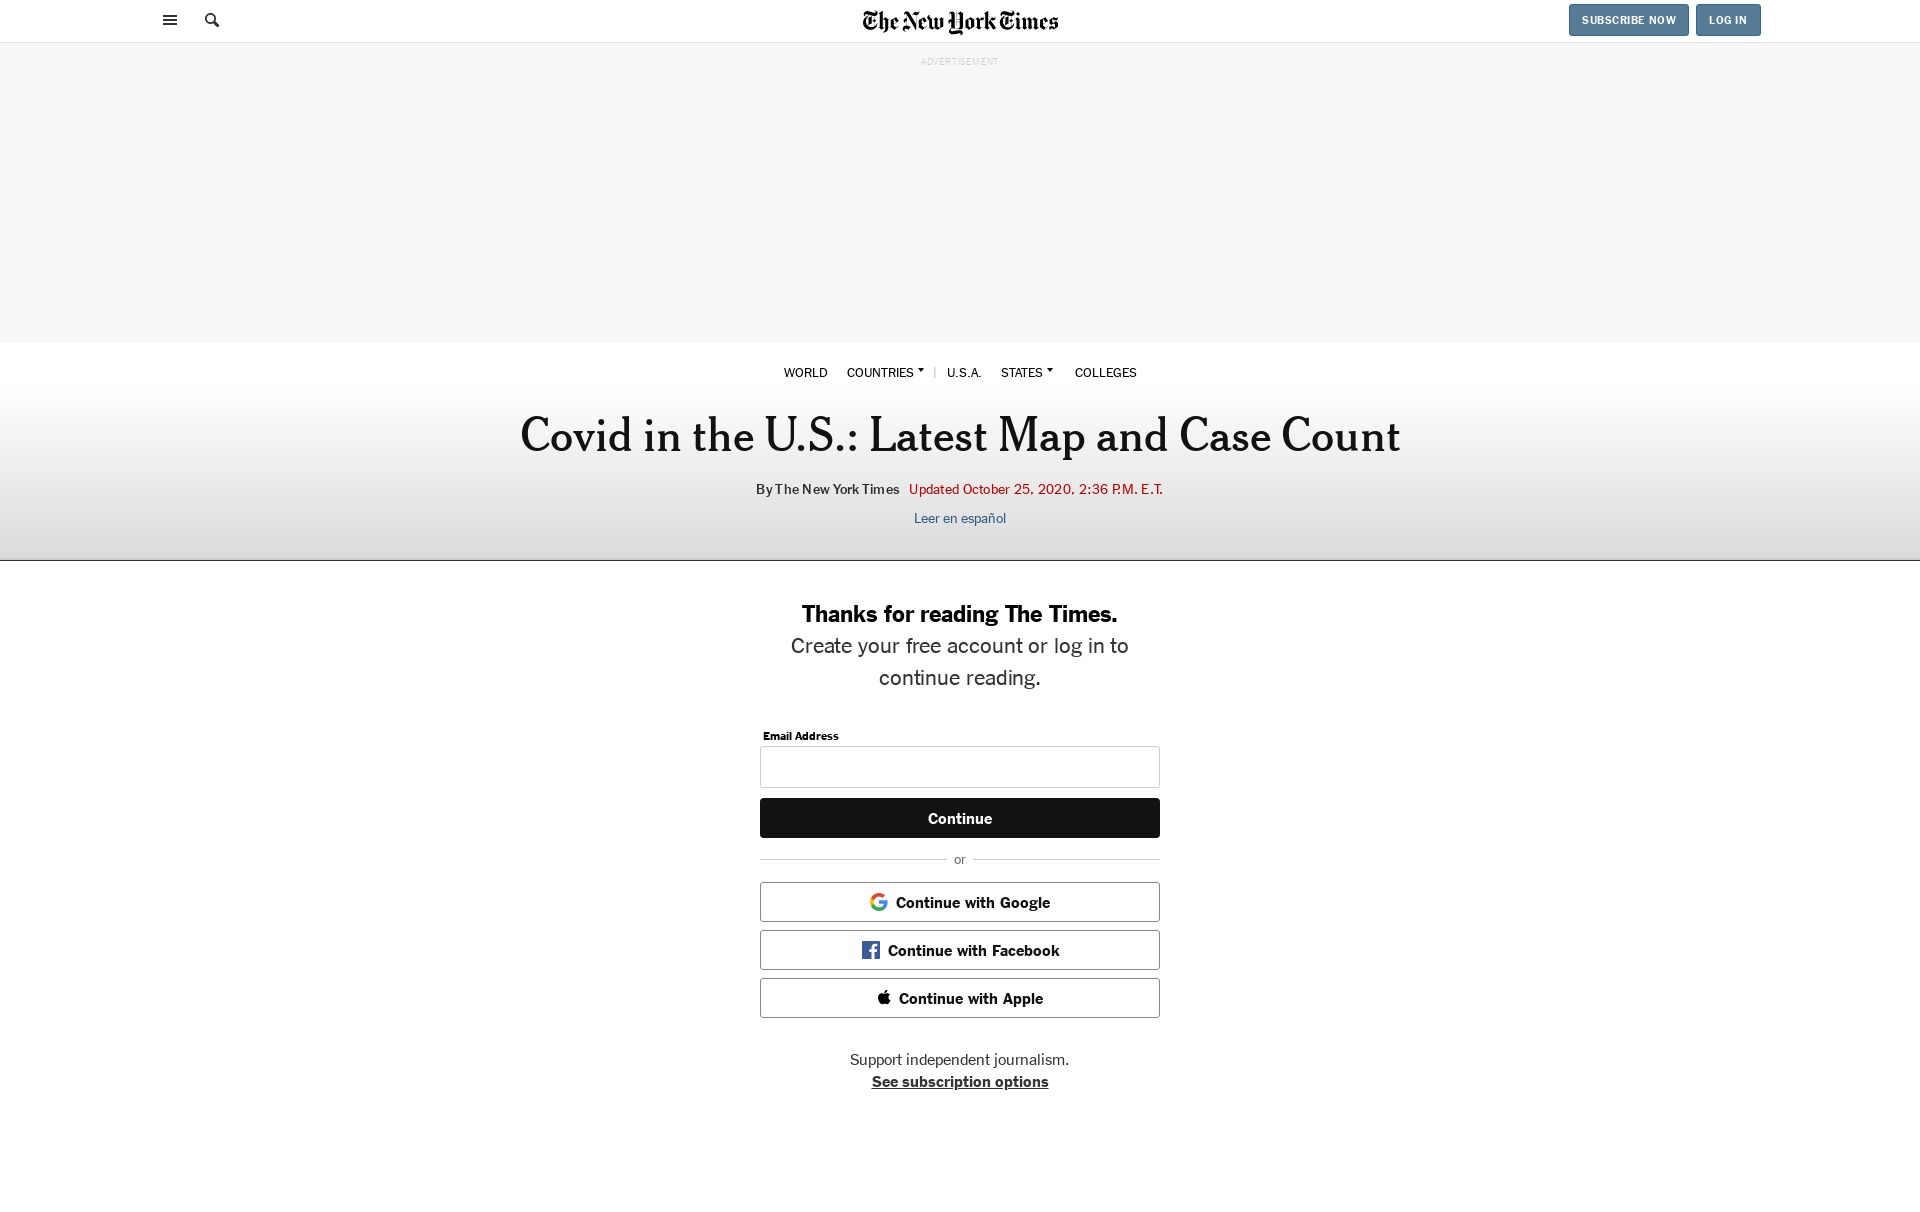 The New York Times
SUBSCRIBE NOW
LOG IN
ADVERTISEMENT
WORLD COUNTRIES | U.S.A. STATES COLLEGES
Covid in the U.S.: Latest Map and Case Count
By The New York Times Updated October 25, 2020, 2:36 P.M. E.T.
Leer en español
Thanks for reading The Times.
Create your free account or log in to
continue reading.
Email Address
Continue
or
Continue with Google
Continue with Facebook
Continue with Apple
Support independent journalism.
See subscription options